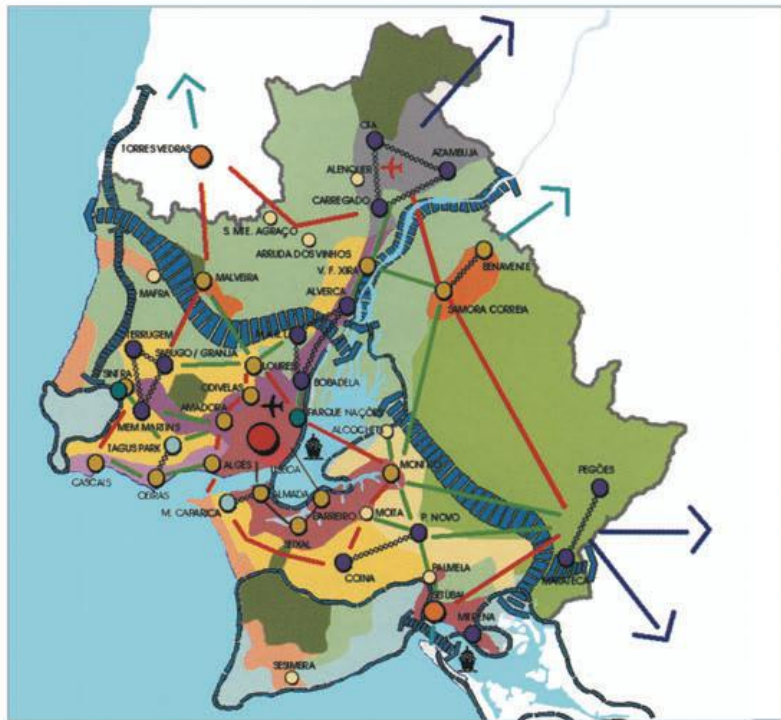 OTA
TORRES VEDRAS
AZAMBUJA
ALENQUER
CARREGADO
S. MTE. AGRAÇO
ARRUDA DOS VINHOS
V. F. XIRA
BENAVENTE
MALVEIRA
MAFRA
ALVERCA
SAMORA CORREIA
TERRUGEM
SABUGO / GRANJA
SINTRA
LOURES
BOBADELA
ODIVELAS
AMADORA
PARQUE NAÇÕES
MEM MARTINS
ALCOCHETE
TAGUS PARK
LISBOA
MONTIJO
PEGÕES
CASCAIS
ALGÉS
OEIRAS
ALMADA
M. CAPARICA
BARREIRO
MOITA
P. NOVO
SEIXAL
COINA
PALMELA
MARATECA
SETÚBAL
MITRENA
SESIMBRA